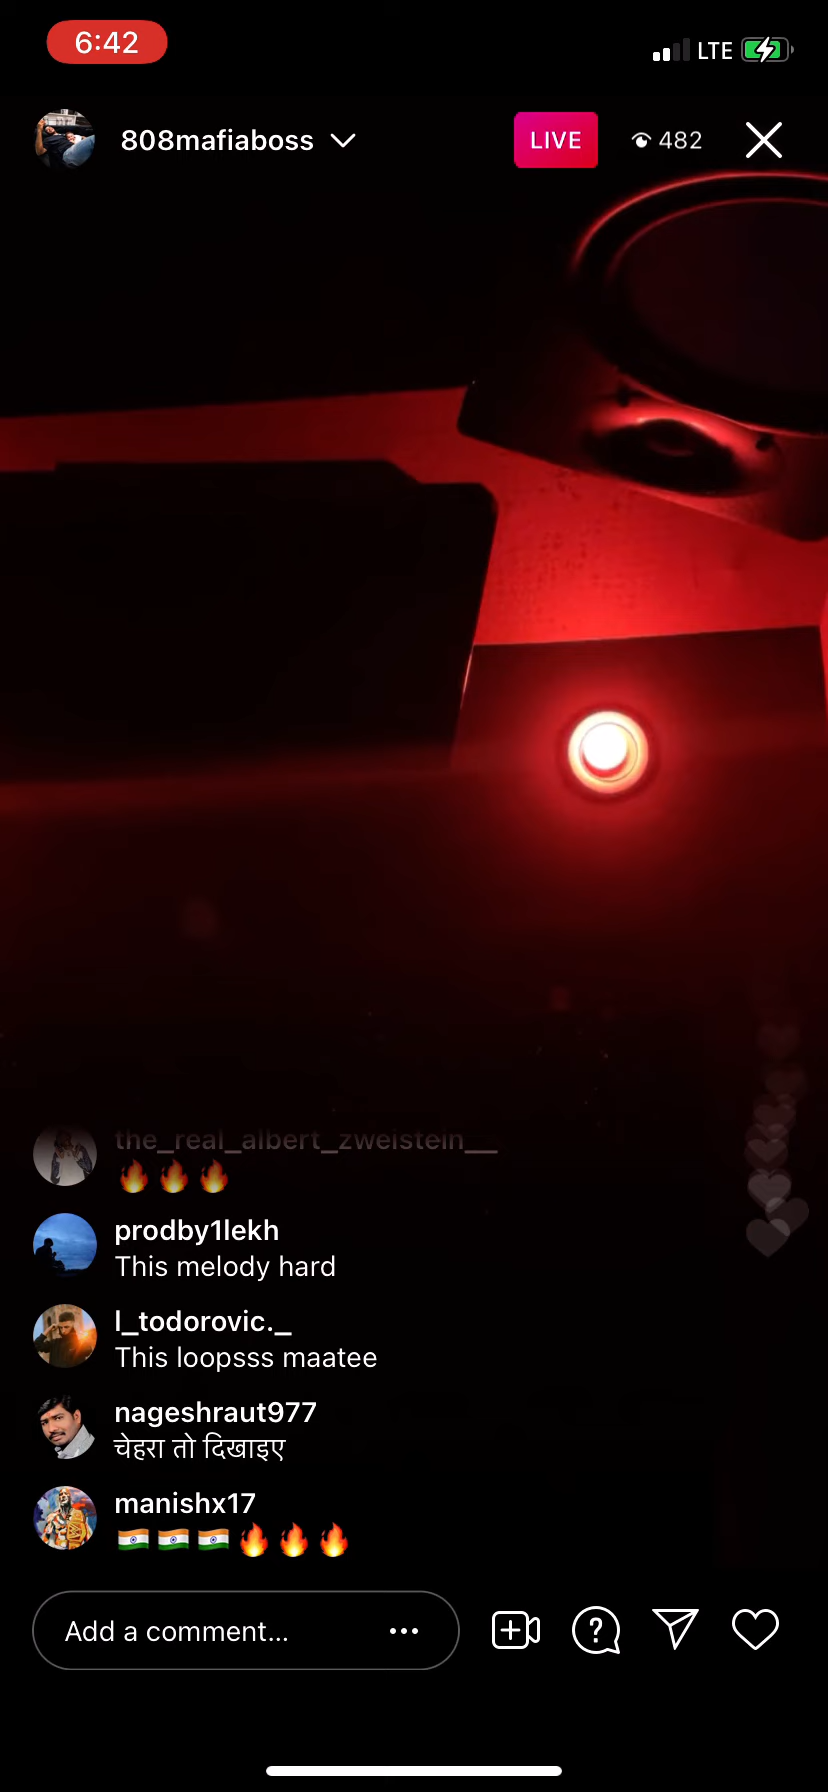 6:42
LTE
808mafiaboss
LIVE
482
the_real_albert_zweistein__
🔥🔥🔥
prodby1lekh
This melody hard
l_todorovic._
This loopsss maatee
nageshraut977
चेहरा तो दिखाइए
manishx17
🇮🇳🇮🇳🇮🇳🔥🔥🔥
Add a comment...